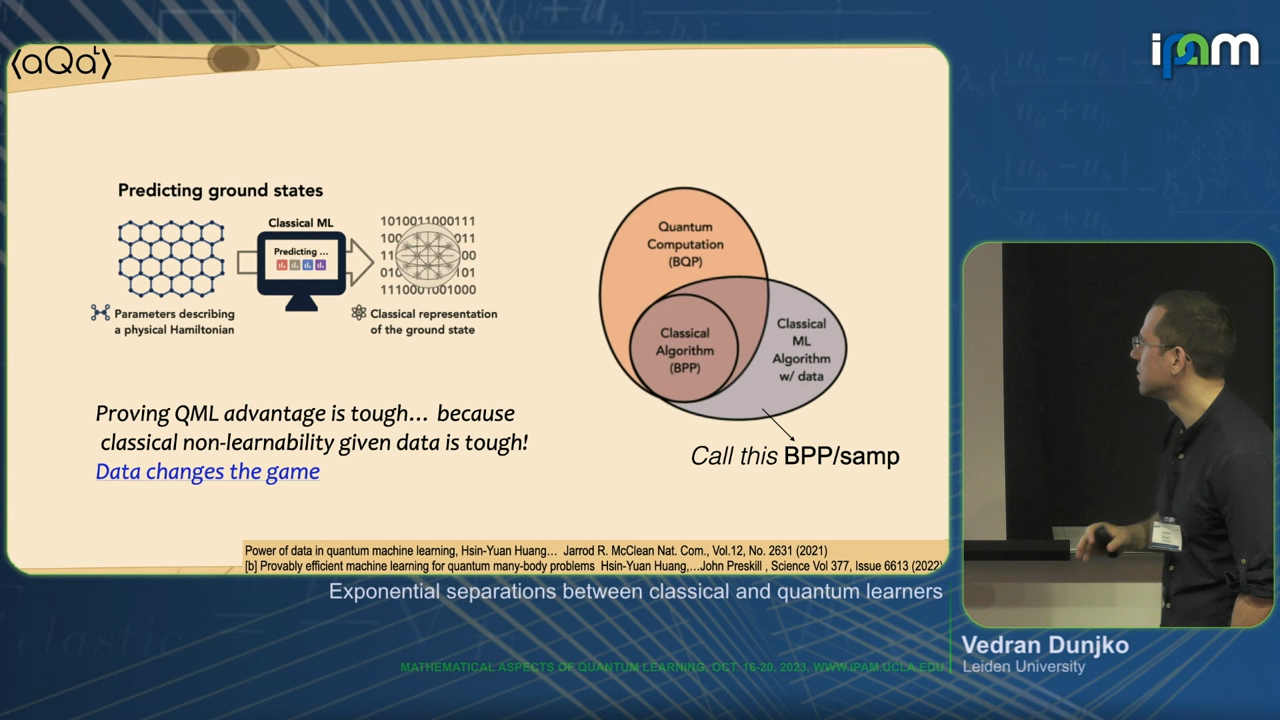 ⟨aQaᴸ⟩
ipam
Predicting ground states
Classical ML
Predicting ...
1010011000111
100
011
11
00
010
101
1110001001000
Parameters describing
a physical Hamiltonian
Classical representation
of the ground state
Quantum
Computation
(BQP)
Classical
Algorithm
(BPP)
Classical
ML
Algorithm
w/ data
Proving QML advantage is tough... because
classical non-learnability given data is tough!
Data changes the game
Call this BPP/samp
Power of data in quantum machine learning, Hsin-Yuan Huang... Jarrod R. McClean Nat. Com., Vol.12, No. 2631 (2021)
[b] Provably efficient machine learning for quantum many-body problems Hsin-Yuan Huang,...John Preskill , Science Vol 377, Issue 6613 (2022)
Exponential separations between classical and quantum learners
Vedran Dunjko
Leiden University
MATHEMATICAL ASPECTS OF QUANTUM LEARNING, OCT. 16-20, 2023, WWW.IPAM.UCLA.EDU